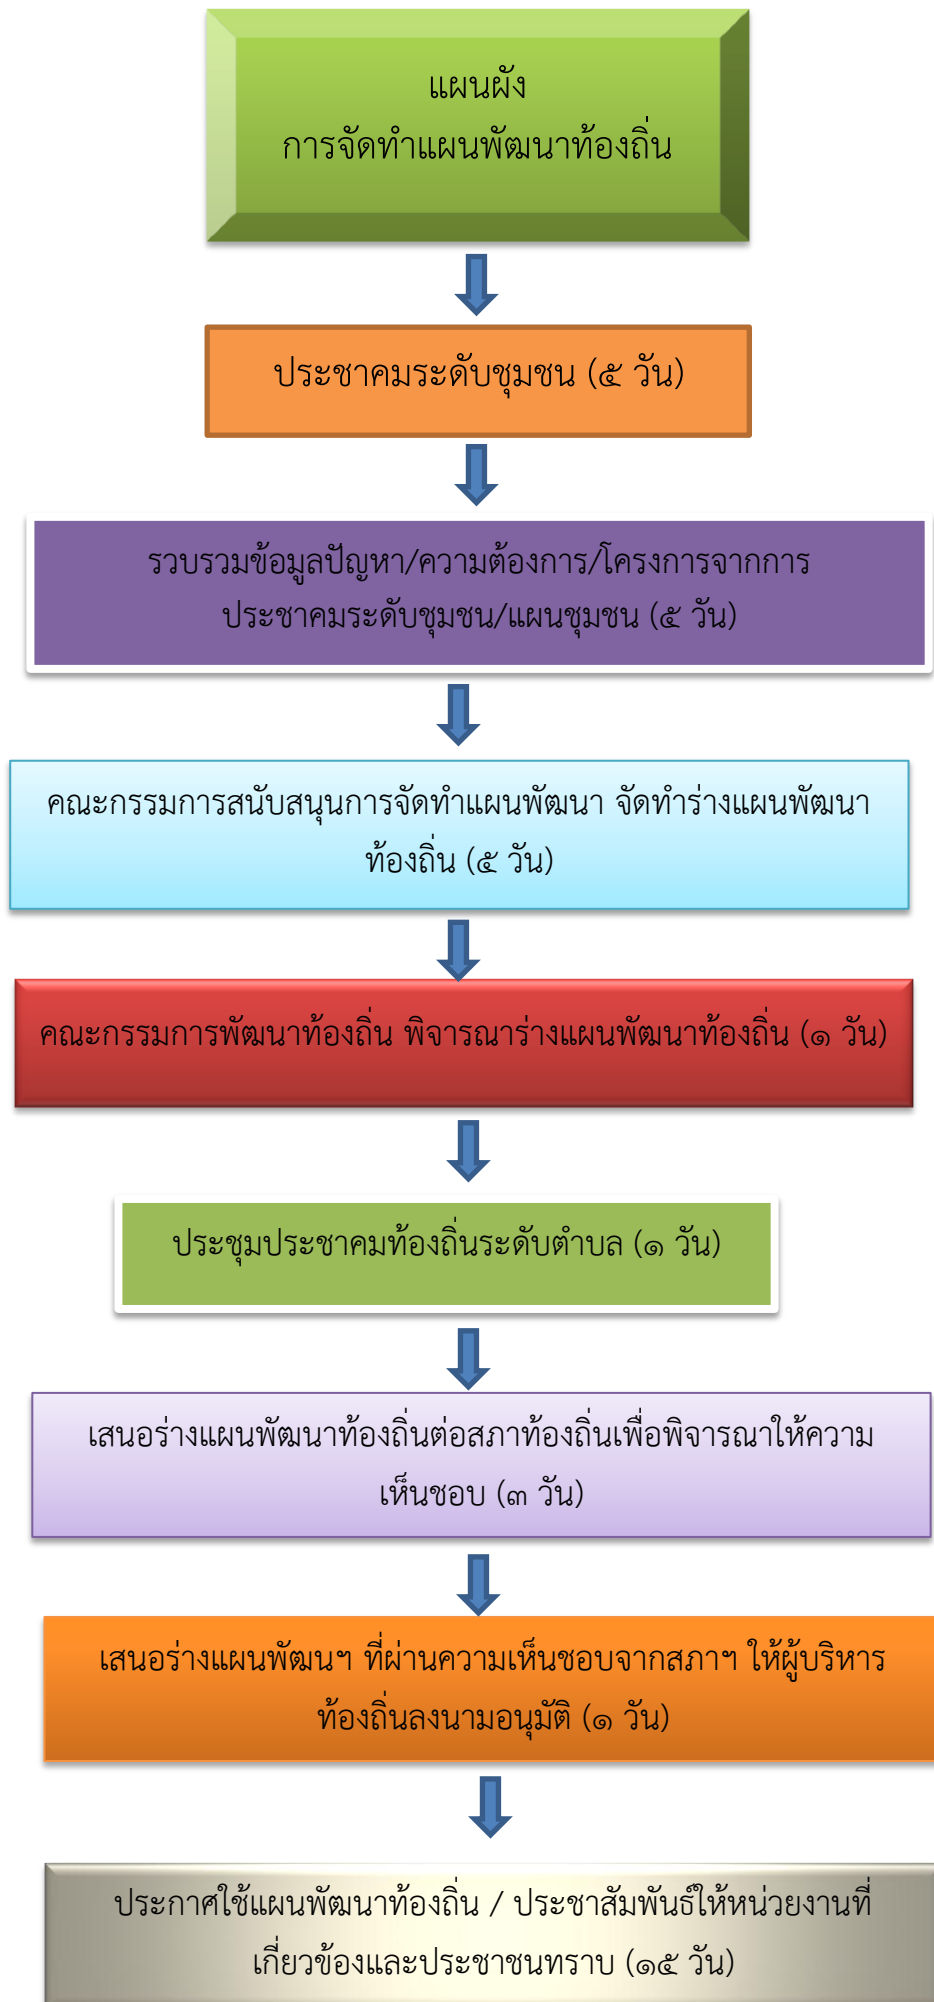 แผนผัง
การจัดทำแผนพัฒนาท้องถิ่น
ประชาคมระดับชุมชน (๕ วัน)
รวบรวมข้อมูลปัญหา/ความต้องการ/โครงการจากการ
ประชาคมระดับชุมชน/แผนชุมชน (๕ วัน)
คณะกรรมการสนับสนุนการจัดทำแผนพัฒนา จัดทำร่างแผนพัฒนา
ท้องถิ่น (๕ วัน)
คณะกรรมการพัฒนาท้องถิ่น พิจารณาร่างแผนพัฒนาท้องถิ่น (๑ วัน)
ประชุมประชาคมท้องถิ่นระดับตำบล (๑ วัน)
เสนอร่างแผนพัฒนาท้องถิ่นต่อสภาท้องถิ่นเพื่อพิจารณาให้ความ
เห็นชอบ (๓ วัน)
เสนอร่างแผนพัฒนฯ ที่ผ่านความเห็นชอบจากสภาฯ ให้ผู้บริหาร
ท้องถิ่นลงนามอนุมัติ (๑ วัน)
ประกาศใช้แผนพัฒนาท้องถิ่น / ประชาสัมพันธ์ให้หน่วยงานที่
เกี่ยวข้องและประชาชนทราบ (๑๕ วัน)